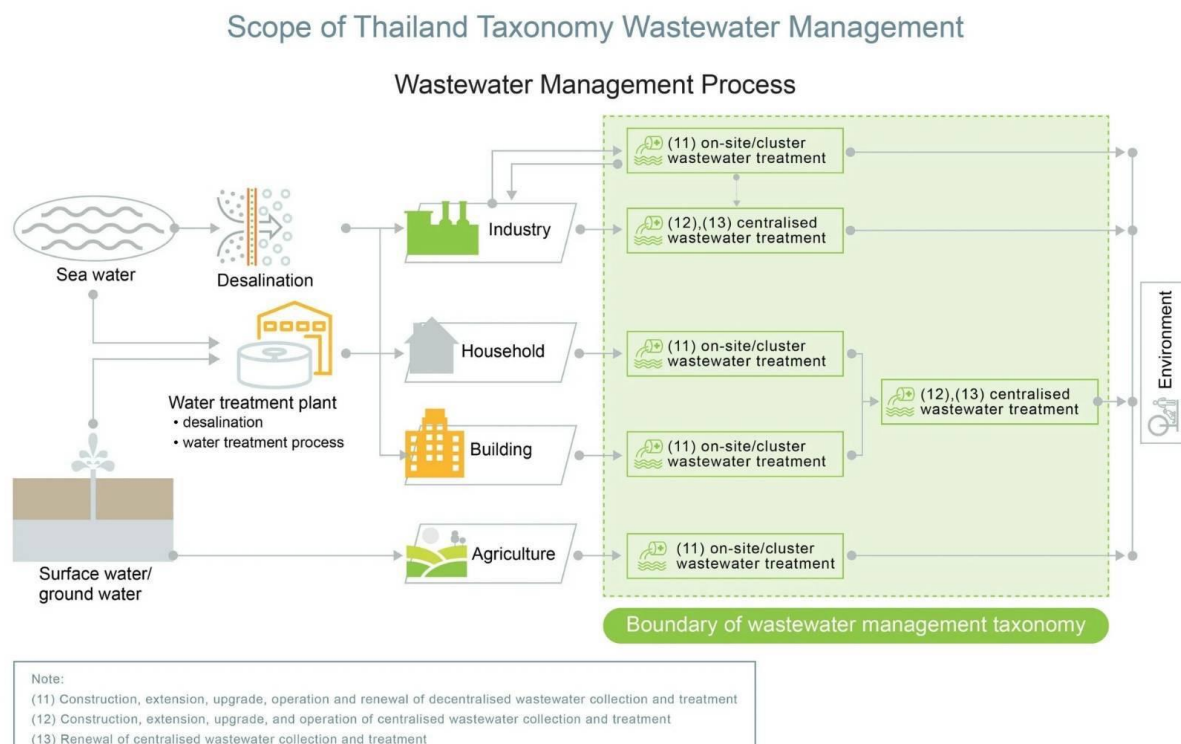 Scope of Thailand Taxonomy Wastewater Management
Wastewater Management Process
(11) on-site/cluster
wastewater treatment
Industry
(12),(13) centralised
wastewater treatment
Sea water
Desalination
Household
(11) on-site/cluster
wastewater treatment
(12),(13) centralised
wastewater treatment
Environment
Water treatment plant
• desalination
• water treatment process
Building
(11) on-site/cluster
wastewater treatment
Agriculture
(11) on-site/cluster
wastewater treatment
Surface water/
ground water
Boundary of wastewater management taxonomy
Note:
(11) Construction, extension, upgrade, operation and renewal of decentralised wastewater collection and treatment
(12) Construction, extension, upgrade, and operation of centralised wastewater collection and treatment
(13) Renewal of centralised wastewater collection and treatment